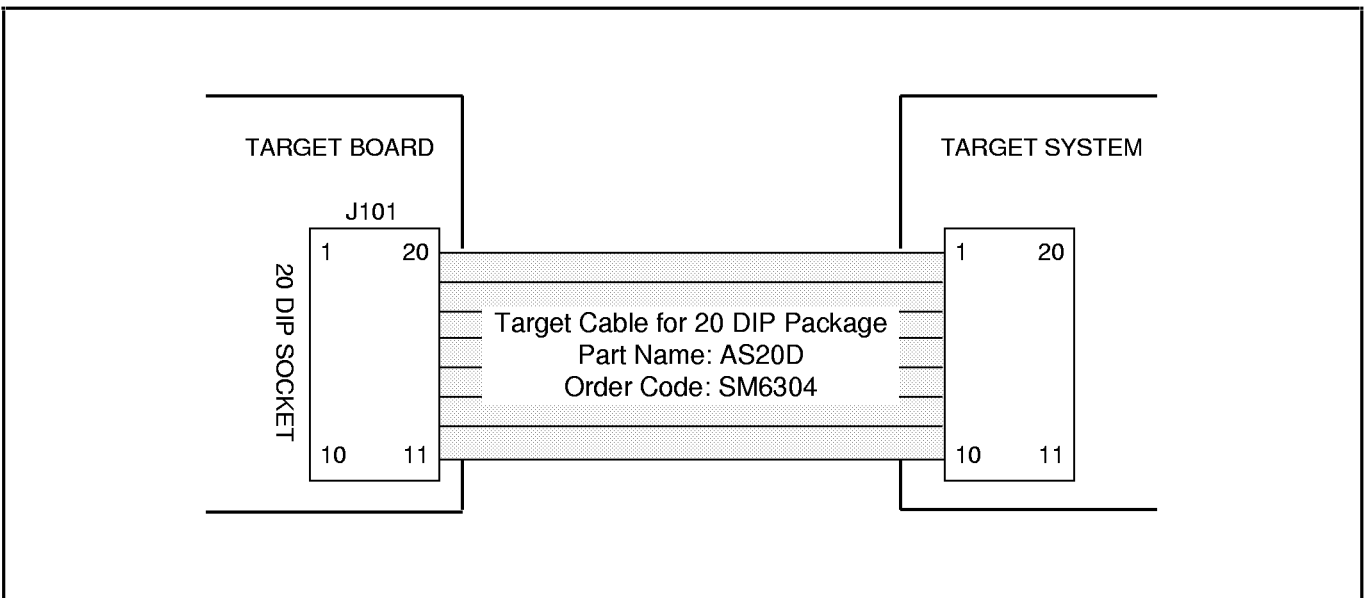 TARGET BOARD
TARGET SYSTEM
J101
1 20
20 DIP SOCKET
10 11
Target Cable for 20 DIP Package
Part Name: AS20D
Order Code: SM6304
1 20
10 11